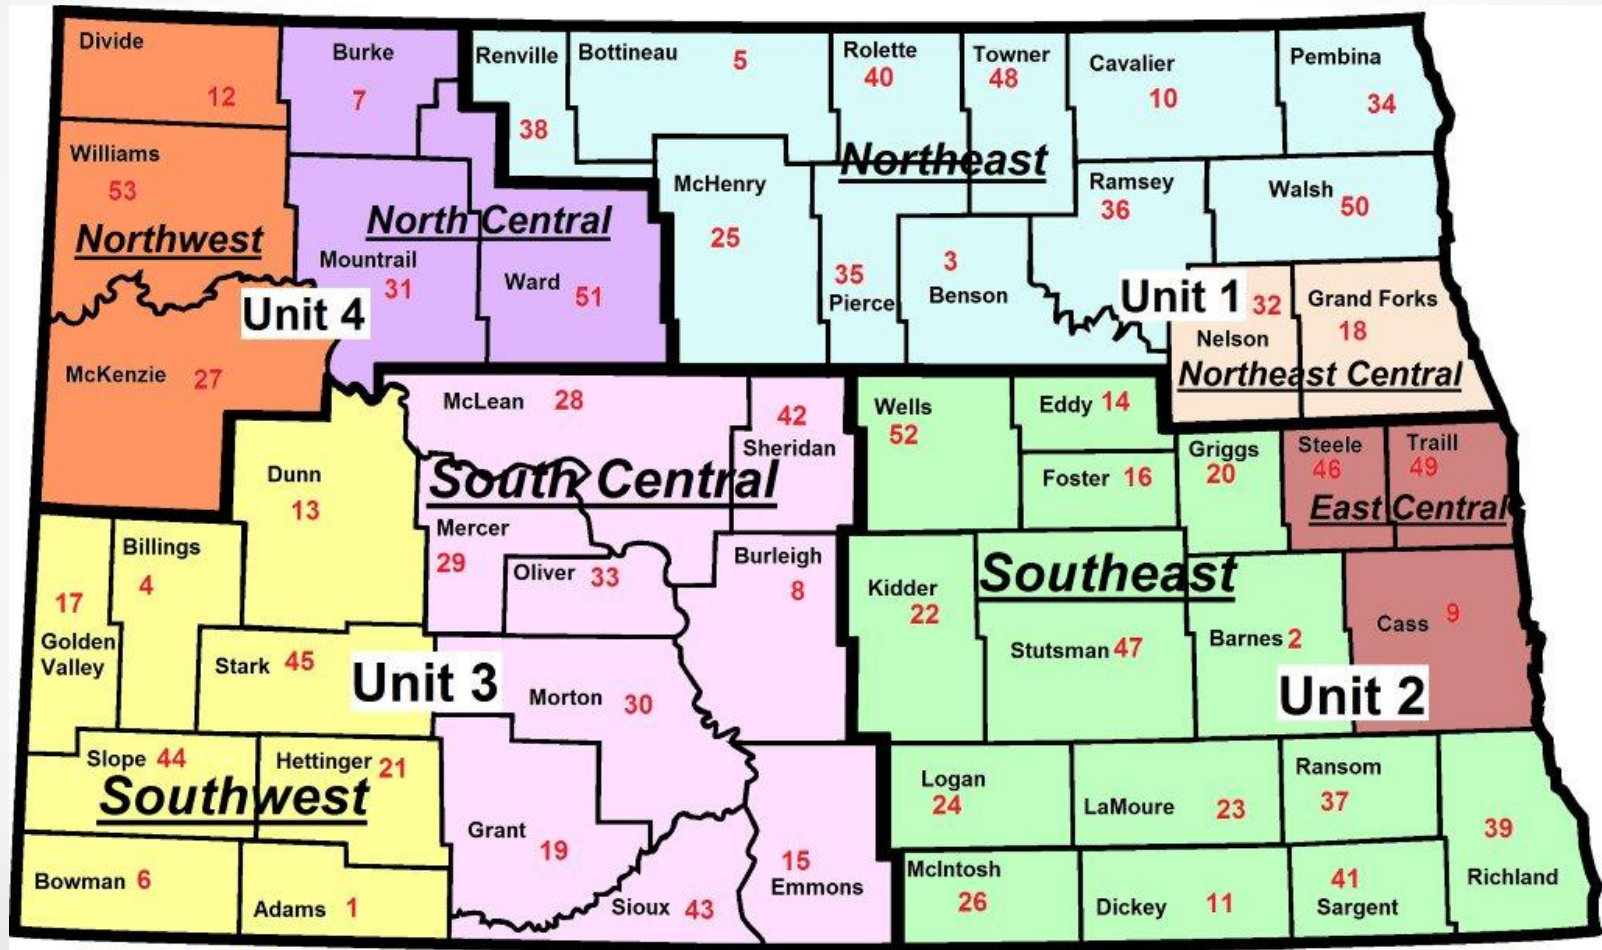 Divide
12
Burke
7
Renville
38
Bottineau
5
Rolette
40
Towner
48
Cavalier
10
Pembina
34
Williams
53
Northwest
North Central
Mountrail
31
Ward
51
McHenry
25
Northeast
35
Pierce
3
Benson
Ramsey
36
Walsh
50
Unit 4
Unit 1
32
Nelson
Grand Forks
18
Northeast Central
McKenzie 27
McLean 28
42
Sheridan
Wells
52
Eddy 14
Foster 16
Griggs
20
Steele
46
Traill
49
East Central
Dunn
13
South Central
Mercer
29
Oliver 33
Burleigh
8
Billings
4
17
Golden
Valley
Stark 45
Unit 3
Morton 30
Kidder
22
Southeast
Stutsman 47
Barnes 2
Cass 9
Unit 2
Slope 44
Hettinger 21
Southwest
Bowman 6
Adams 1
Grant
19
Sioux 43
15
Emmons
Logan
24
LaMoure 23
Ransom
37
39
Richland
McIntosh
26
Dickey 11
41
Sargent